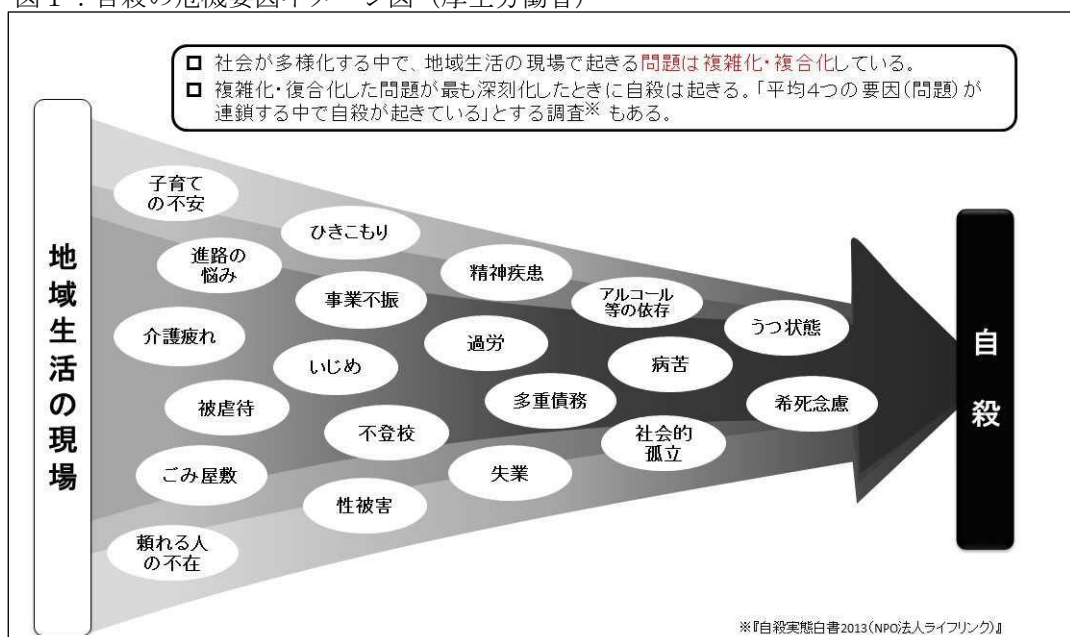 図1：自殺の危機要因イメージ図（厚生労働省）
□ 社会が多様化する中で、地域生活の現場で起きる問題は複雑化・複合化している。
□ 複雑化・復合化した問題が最も深刻化したときに自殺は起きる。「平均4つの要因(問題)が
連鎖する中で自殺が起きている」とする調査※ もある。
地域生活の現場
子育て
の不安
ひきこもり
進路の
悩み
精神疾患
事業不振
アルコール
等の依存
うつ状態
介護疲れ
過労
いじめ
病苦
被虐待
多重債務
希死念慮
不登校
社会的
孤立
ごみ屋敷
失業
性被害
頼れる人
の不在
自殺
※『自殺実態白書2013(NPO法人ライフリンク)』